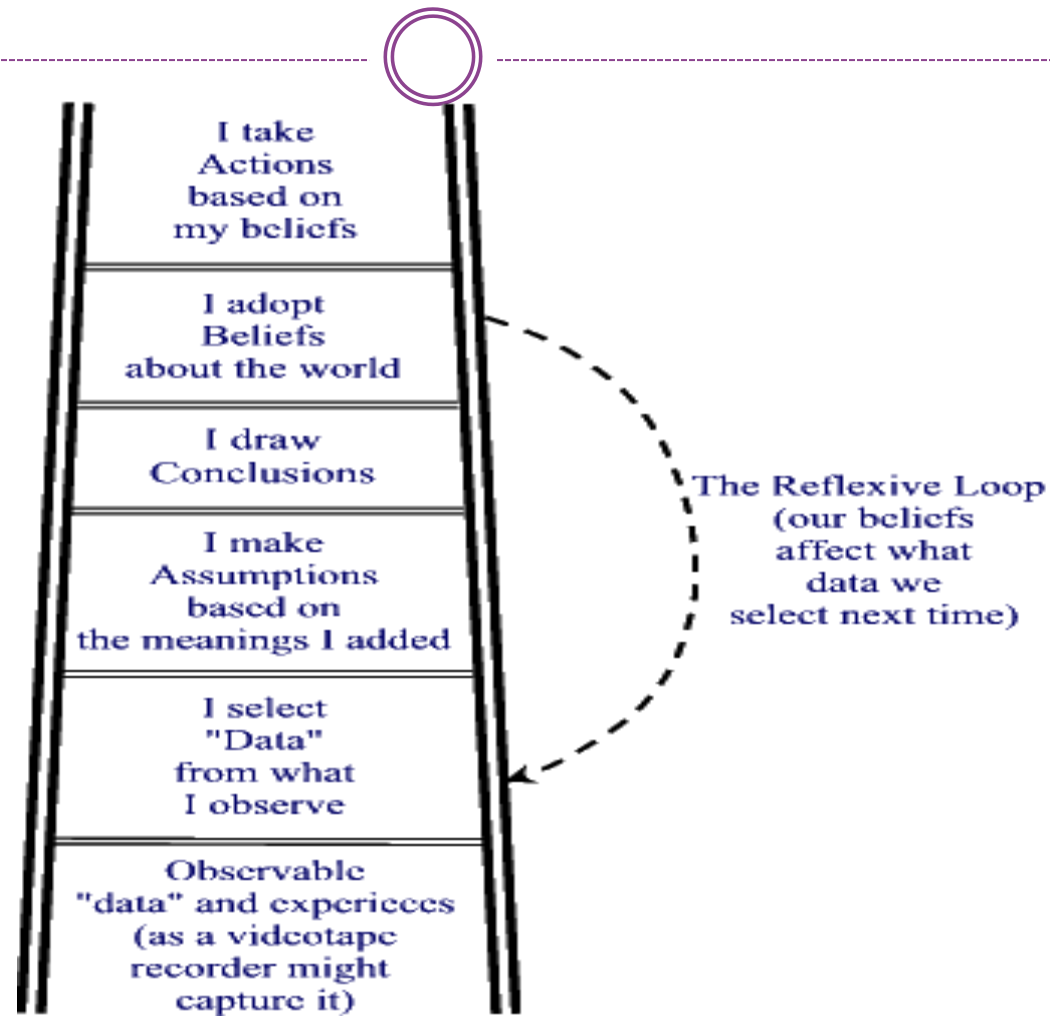 I take
Actions
based on
my beliefs
I adopt
Beliefs
about the world
I draw
Conclusions
I make
Assumptions
based on
the meanings I added
I select
"Data"
from what
I observe
Observable
"data" and experieces
(as a videotape
recorder might
capture it)
The Reflexive Loop
(our beliefs
affect what
data we
select next time)